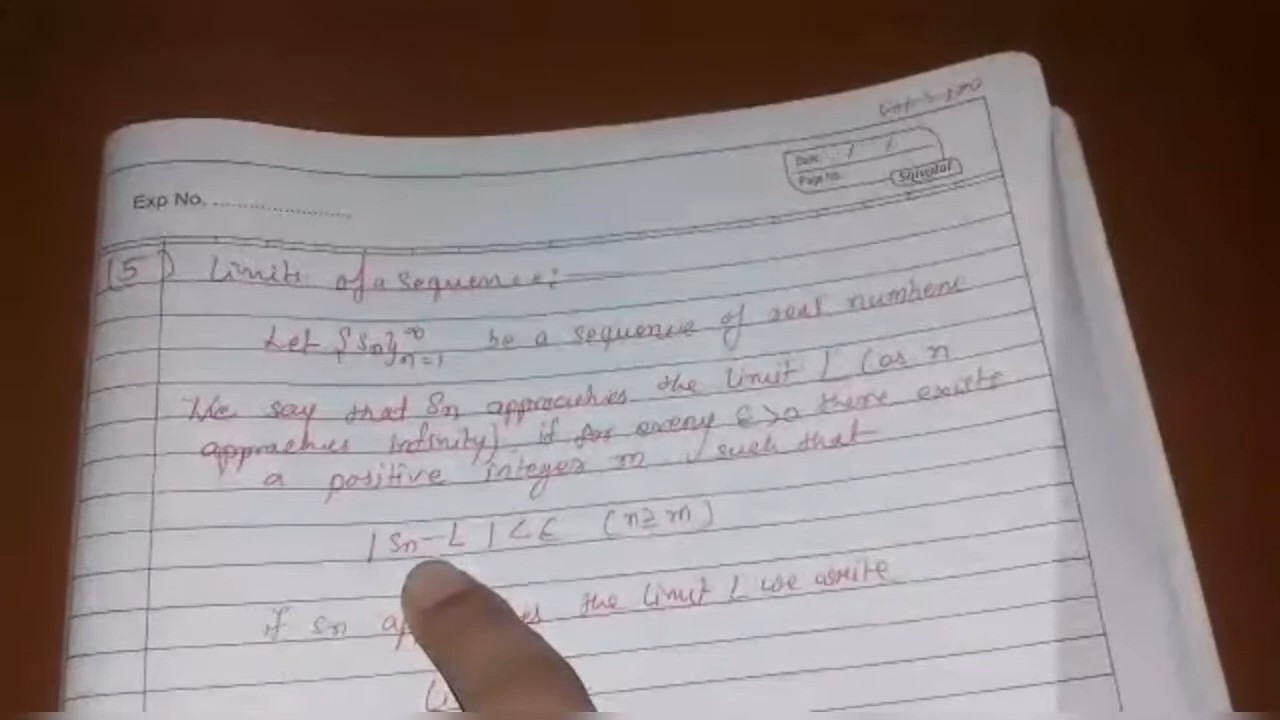 Exp No. ....................
Date / /
Page No.
Shivalal
15) Limits of a sequence:-
Let {Sn}∞n=1 be a sequence of real numbers
We say that Sn approaches the limit L (as n
approaches infinity) if for every ε>0 there exists
a positive integer m such that
|Sn-L|<ε (n≥m)
if Sn the limit L we write